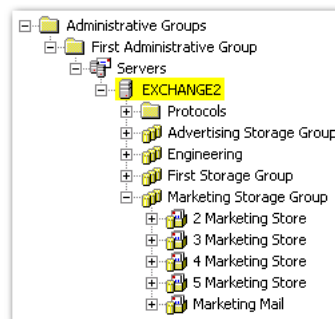 Administrative Groups
First Administrative Group
Servers
EXCHANGE2
Protocols
Advertising Storage Group
Engineering
First Storage Group
Marketing Storage Group
2 Marketing Store
3 Marketing Store
4 Marketing Store
5 Marketing Store
Marketing Mail